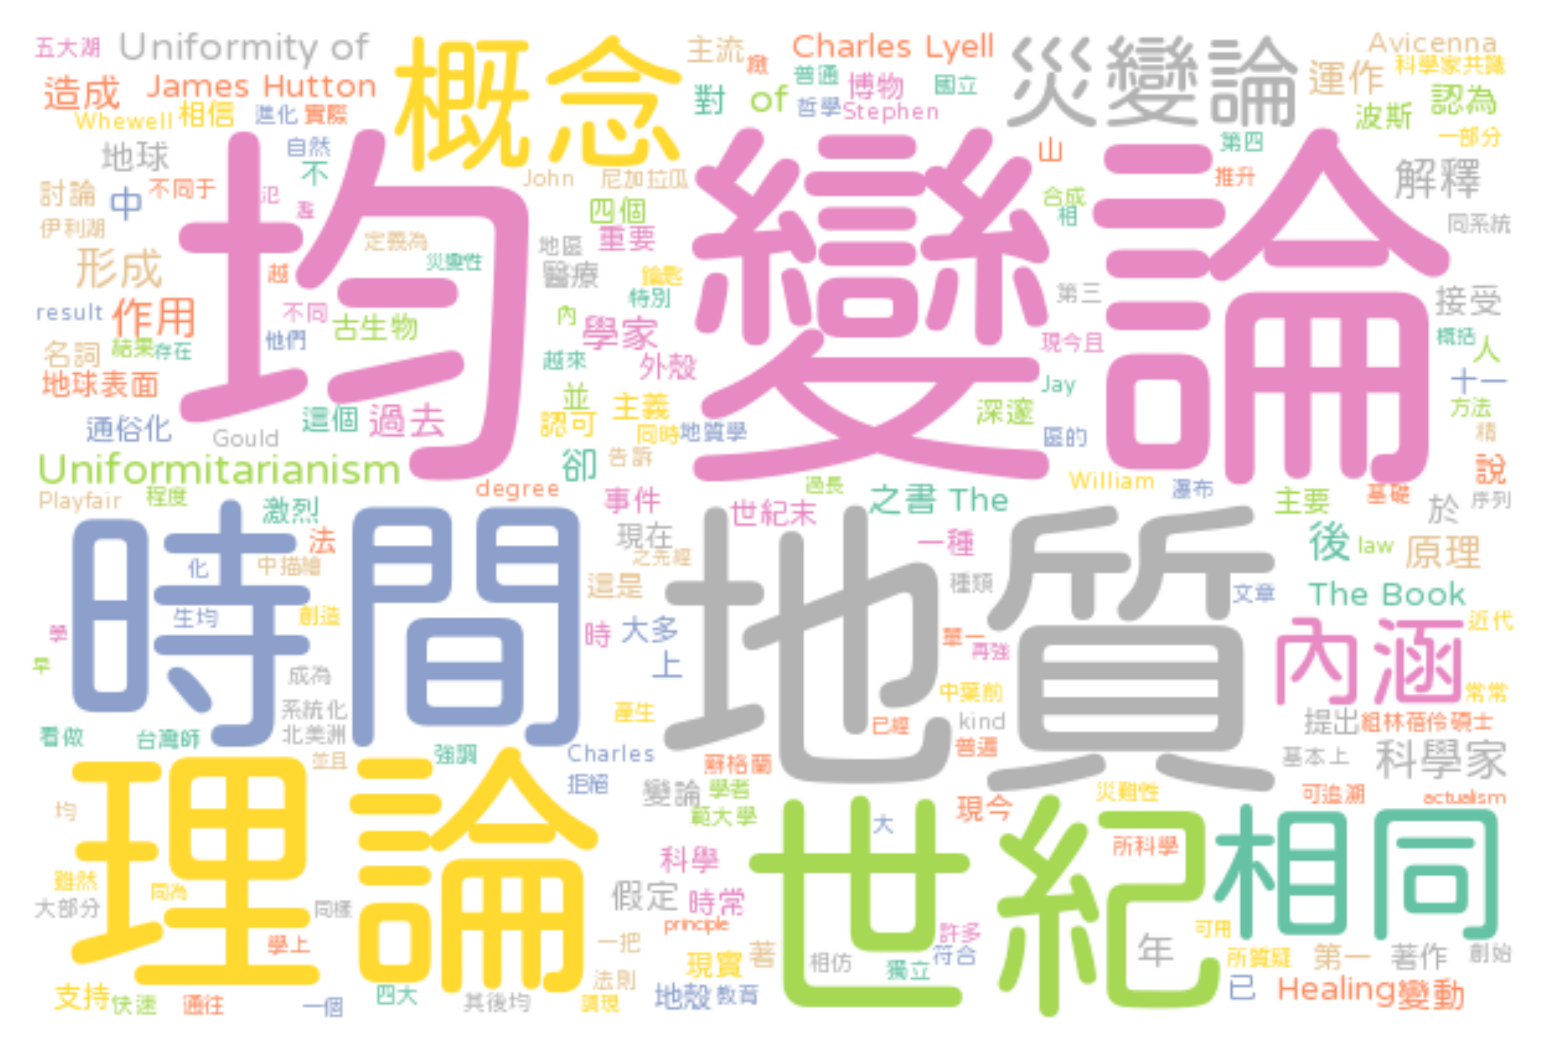 五大湖 Uniformity of 概念 主流 緻 Charles Lyell 災變論 Avicenna
造成 James Hutton 普通 博物 國立 運作 科學家共識
Whewell 相信 進化 實際 對 of 哲學 Stephen 波斯 認為
地球 自然 第四 一部分
不 John 尼加拉瓜 山 推升 解釋
討論 中 不同于 氾 濫 四個 合成 相
伊利湖 定義為 地區 重要 同系統
形成 越 災變性 醫療 鑰匙 第三 接受
均變論
result 作用 不同 古生物 內 特別 學家 現今且 概括 人
名詞 結果 存在 他們 越來 外殼
地球表面 並 主義 Jay 十一
通俗化 Gould 這個 過去 認可 同時 地質學 深邃 區的 方法 精
Uniformitarianism 卻 告訴 William 瀑布 說
Playfair 程度 degree 事件 過長 之書 The 主要 基礎 序列
激烈 世紀末 於
時間 法 現在 地質 一種 後 law 原理
化 中描繪 之先經 種類
生均 創造 這是 文章 The Book
學 時 大多 單一 再強 內涵 近代
早 成為 上 中葉前 常常
系統化 產生 已經 kind 提出 組林蓓伶碩士
看做 台灣師 北美洲 強調 Charles 普遍 基本上 科學家
並且 拒絕 蘇格蘭
理論 變論 學者 災難性 可追溯 actualism
均 範大學 大 現今 世紀 相同
科學 所科學
雖然 同為 假定 時常
大部分 同樣 principle 許多 可用
學上 一把 現實 著 相仿 獨立 符合 年 所質疑 第一 著作 創始
支持 快速 通往 一個 四大 其後均 法則 調現 地殼 教育 已 Healing 變動